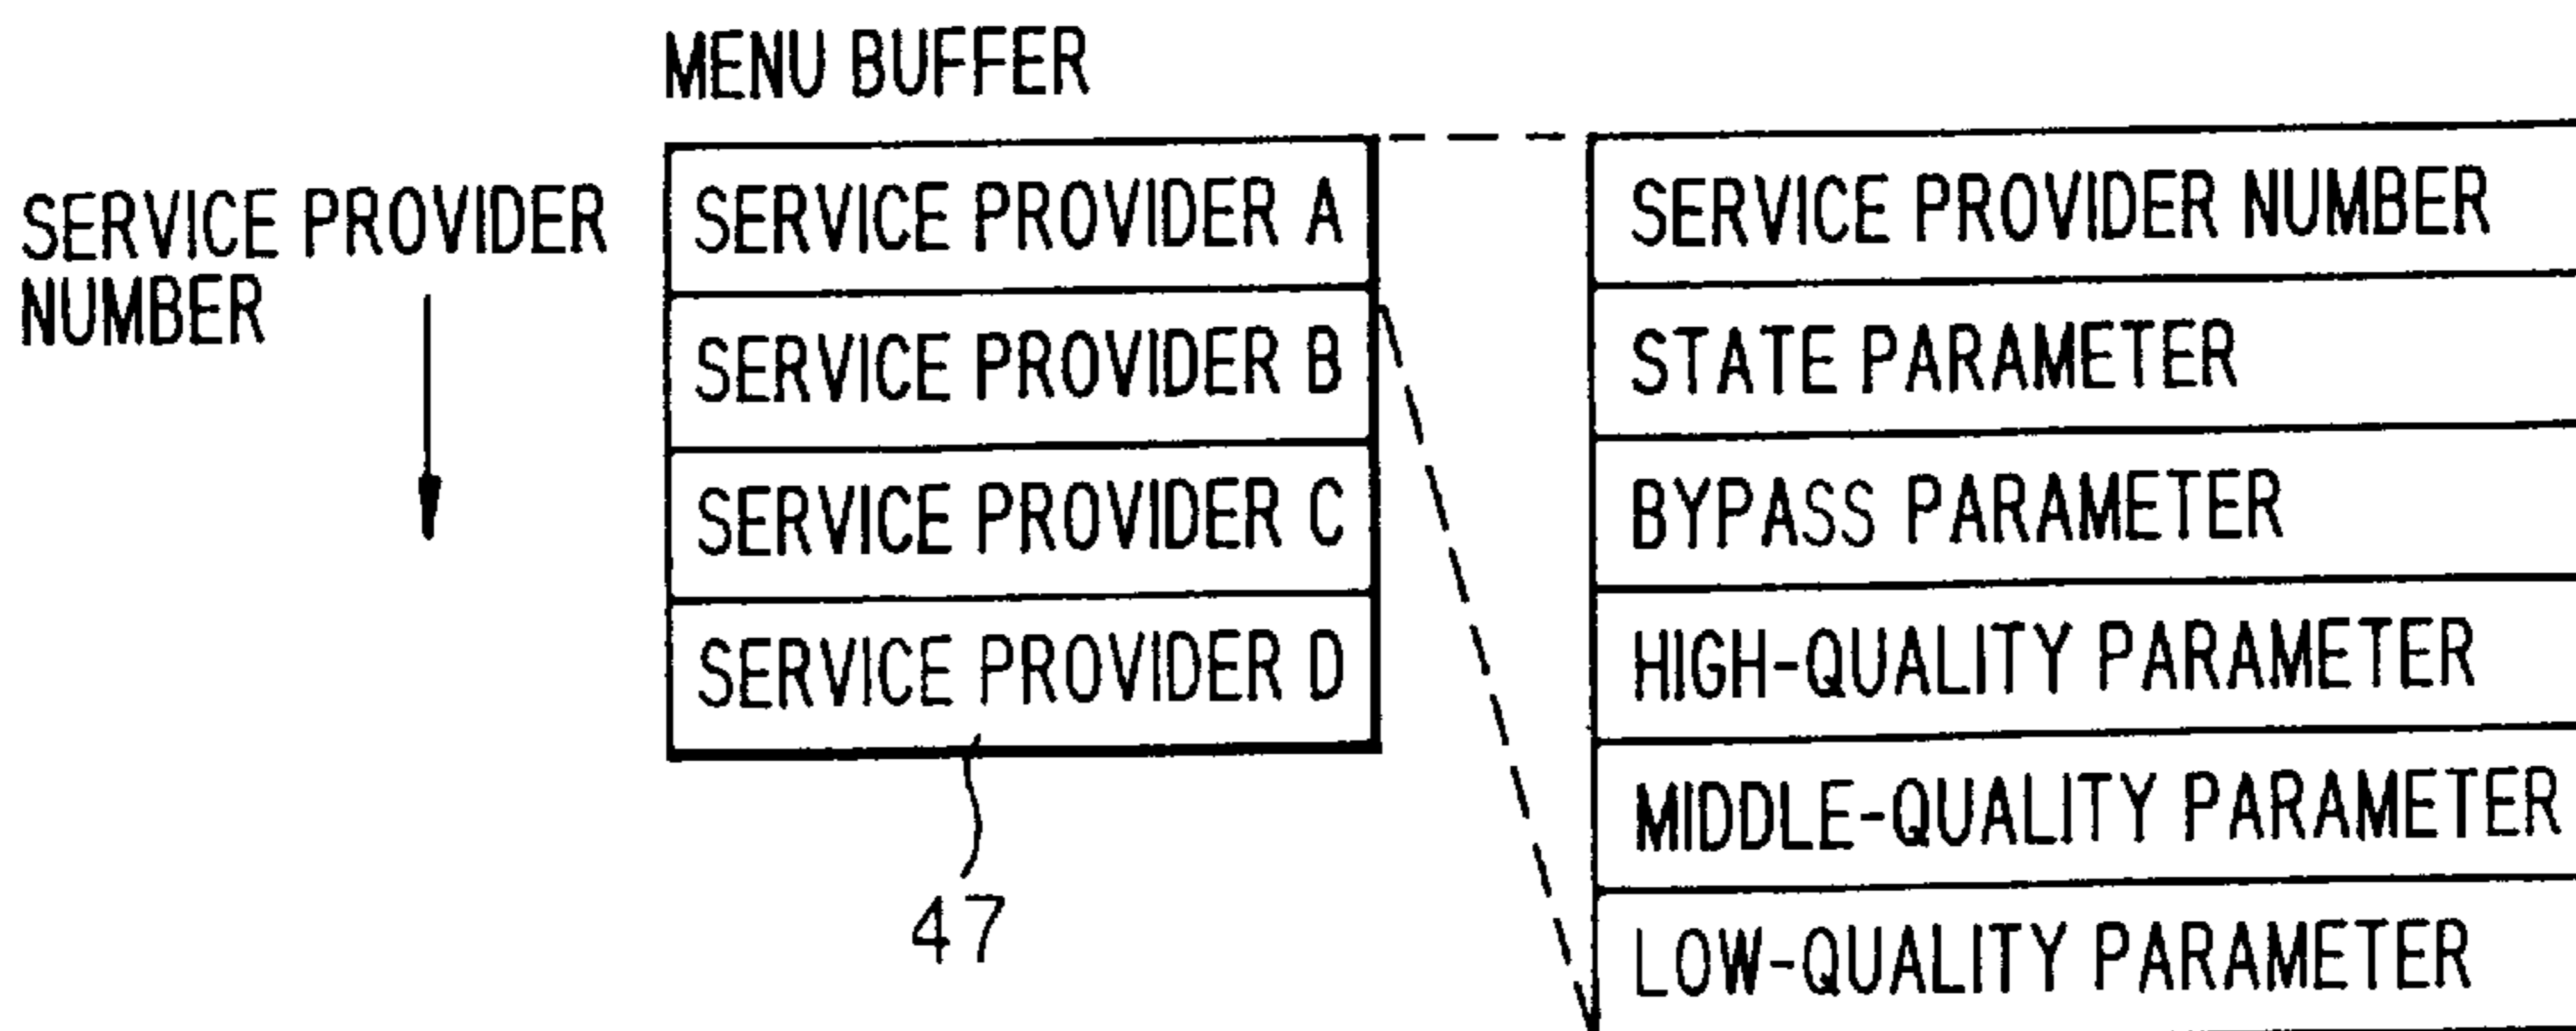 MENU BUFFER
SERVICE PROVIDER
NUMBER
SERVICE PROVIDER A
SERVICE PROVIDER B
SERVICE PROVIDER C
SERVICE PROVIDER D
47
SERVICE PROVIDER NUMBER
STATE PARAMETER
BYPASS PARAMETER
HIGH-QUALITY PARAMETER
MIDDLE-QUALITY PARAMETER
LOW-QUALITY PARAMETER